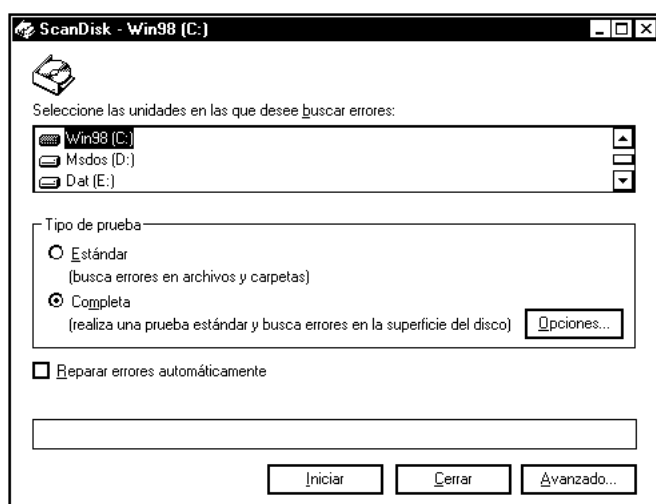 ScanDisk - Win98 (C:)
Seleccione las unidades en las que desee buscar errores:
Win98 (C:)
Msdos (D:)
Dat (E:)
Tipo de prueba
Estándar
(busca errores en archivos y carpetas)
Completa
(realiza una prueba estándar y busca errores en la superficie del disco)
Opciones...
Reparar errores automáticamente
Iniciar
Cerrar
Avanzado...